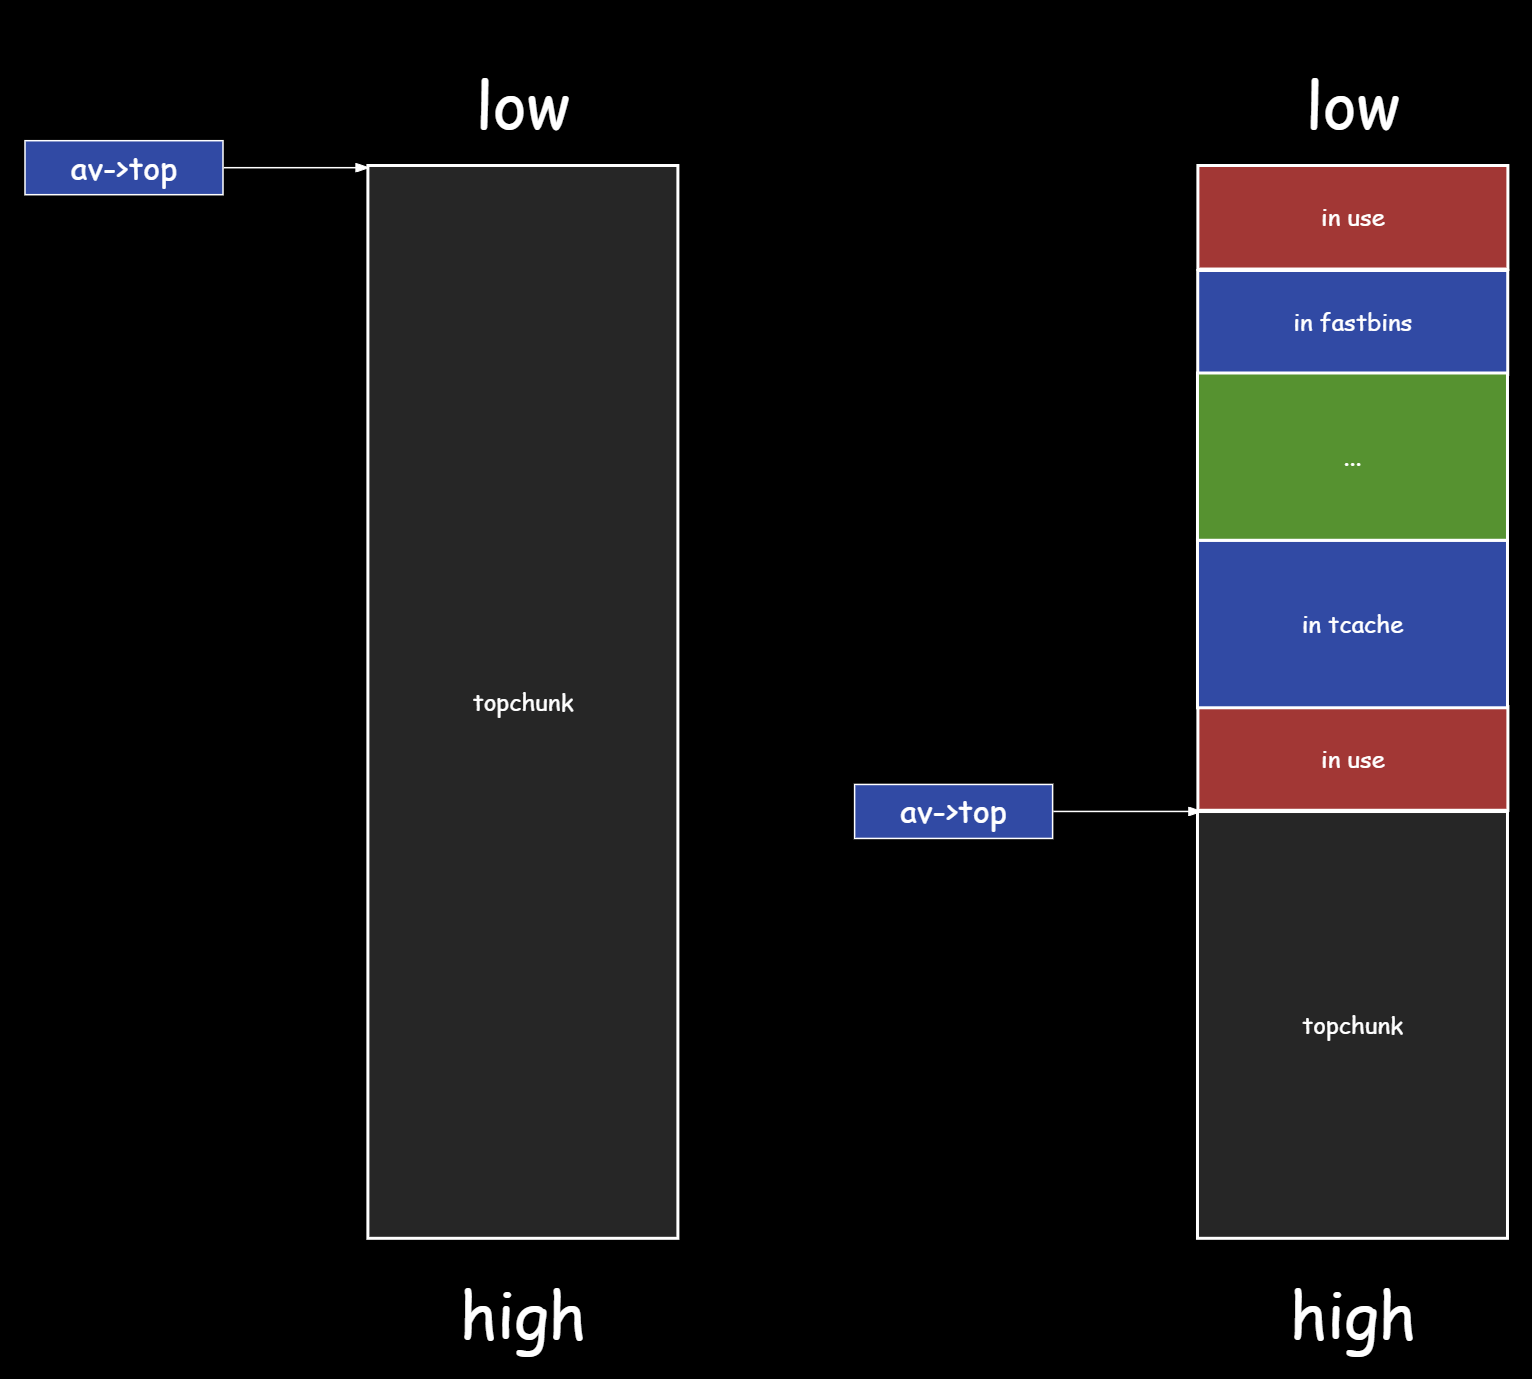 low
av->top
topchunk
high
low
in use
in fastbins
...
in tcache
in use
av->top
topchunk
high